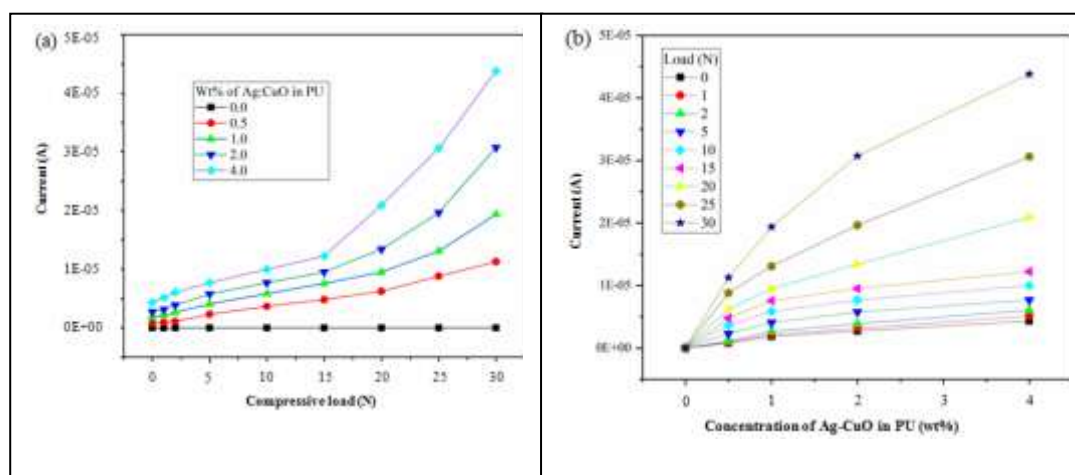 (a)
5E-05
4E-05
3E-05
2E-05
1E-05
0E+00
Current (A)
Wt% of Ag:CuO in PU
0.0
0.5
1.0
2.0
4.0
0 5 10 15 20 25 30
Compressive load (N)
(b)
5E-05
4E-05
3E-05
2E-05
1E-05
0E+00
Current (A)
Load (N)
0
1
2
5
10
15
20
25
30
0 1 2 3 4
Concentration of Ag-CuO in PU (wt%)